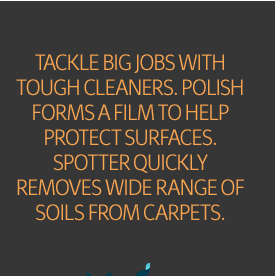 TACKLE BIG JOBS WITH
TOUGH CLEANERS. POLISH
FORMS A FILM TO HELP
PROTECT SURFACES.
SPOTTER QUICKLY
REMOVES WIDE RANGE OF
SOILS FROM CARPETS.